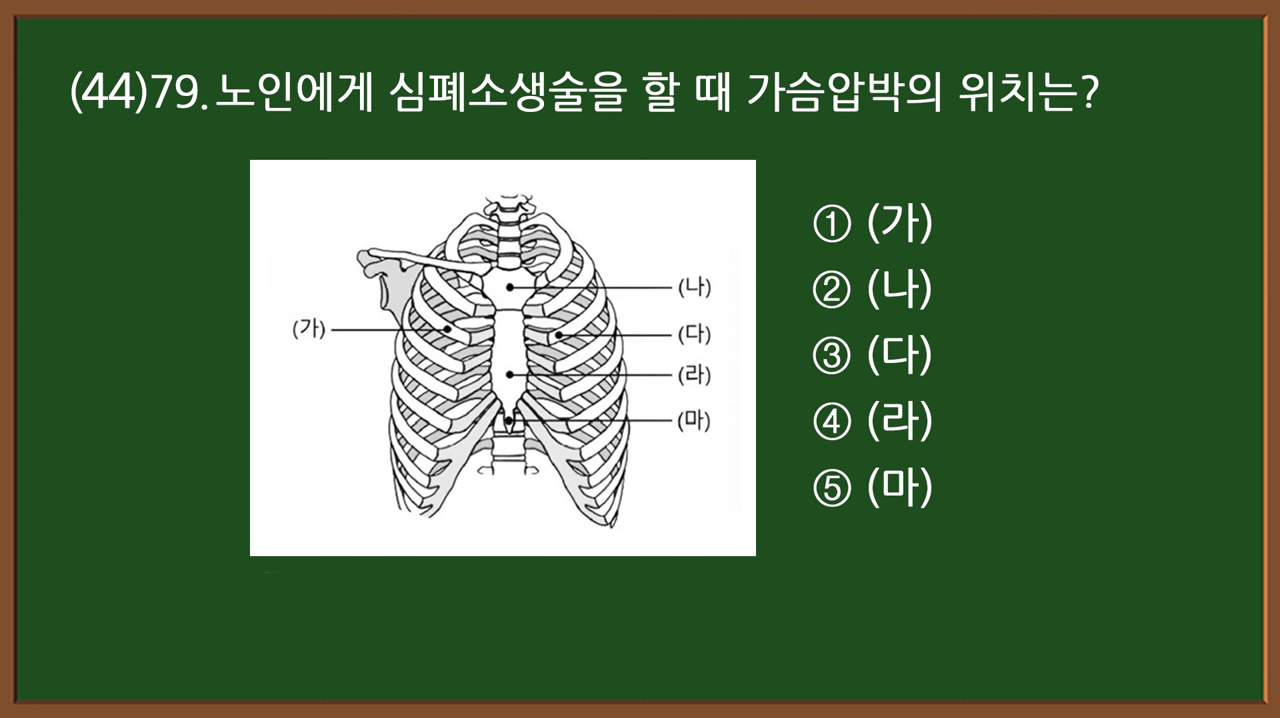 (44)79. 노인에게 심폐소생술을 할 때 가슴압박의 위치는?
(나)
(가)
(다)
(라)
(마)
① (가)
② (나)
③ (다)
④ (라)
⑤ (마)